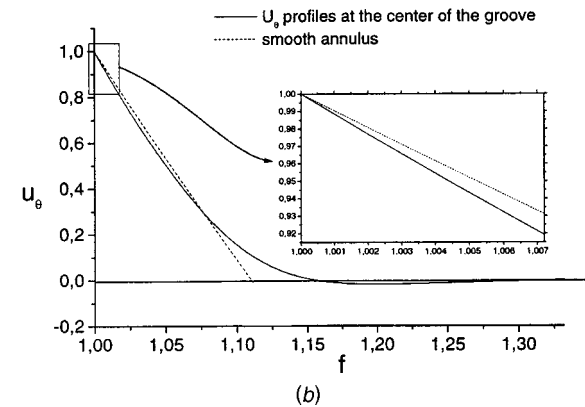 U_θ profiles at the center of the groove
smooth annulus
1,0
0,8
0,6
0,4
0,2
0,0
-0,2
u_θ
1,00
0,99
0,98
0,97
0,96
0,95
0,94
0,93
0,92
1,000 1,001 1,002 1,003 1,004 1,005 1,006 1,007
1,00 1,05 1,10 1,15 1,20 1,25 1,30
f
(b)